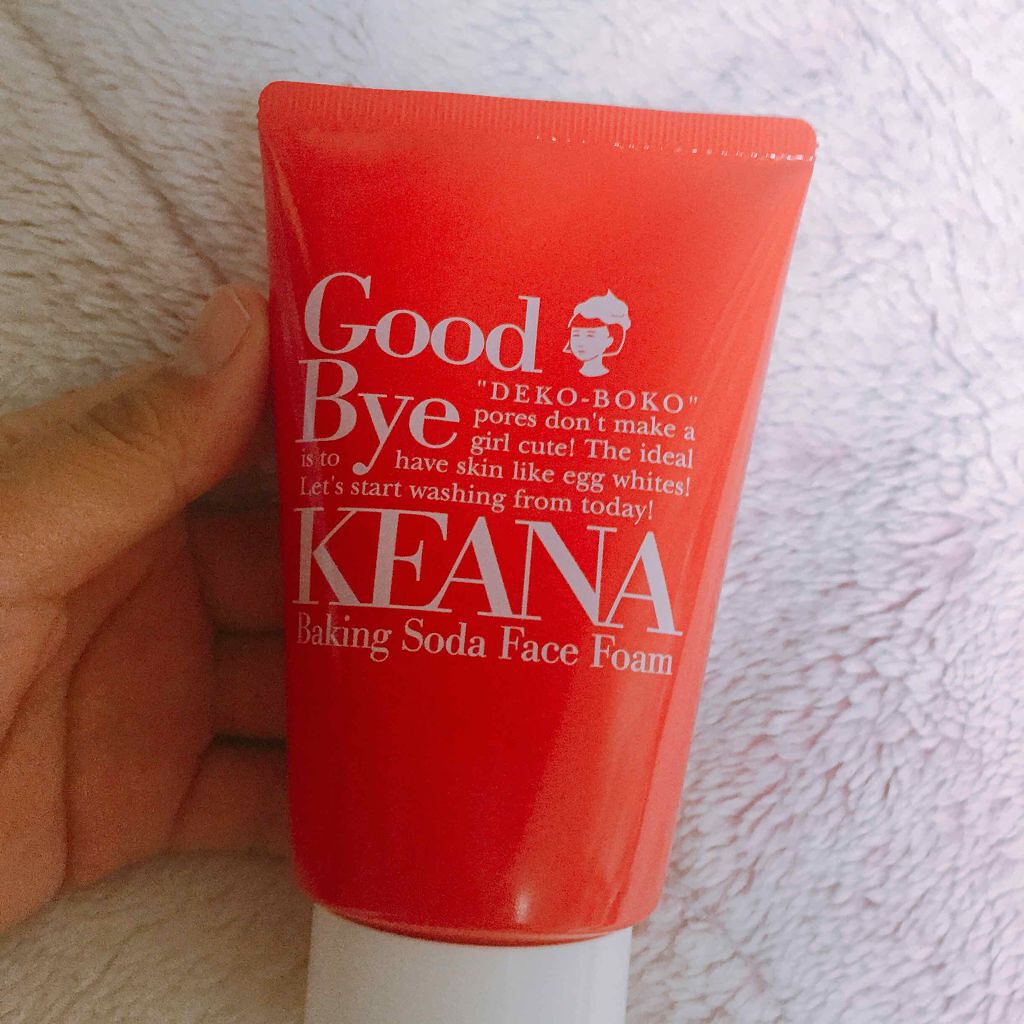 Good
Bye
"DEKO-BOKO"
pores don't make a
girl cute! The ideal
is to have skin like egg whites!
Let's start washing from today!
KEANA
Baking Soda Face Foam